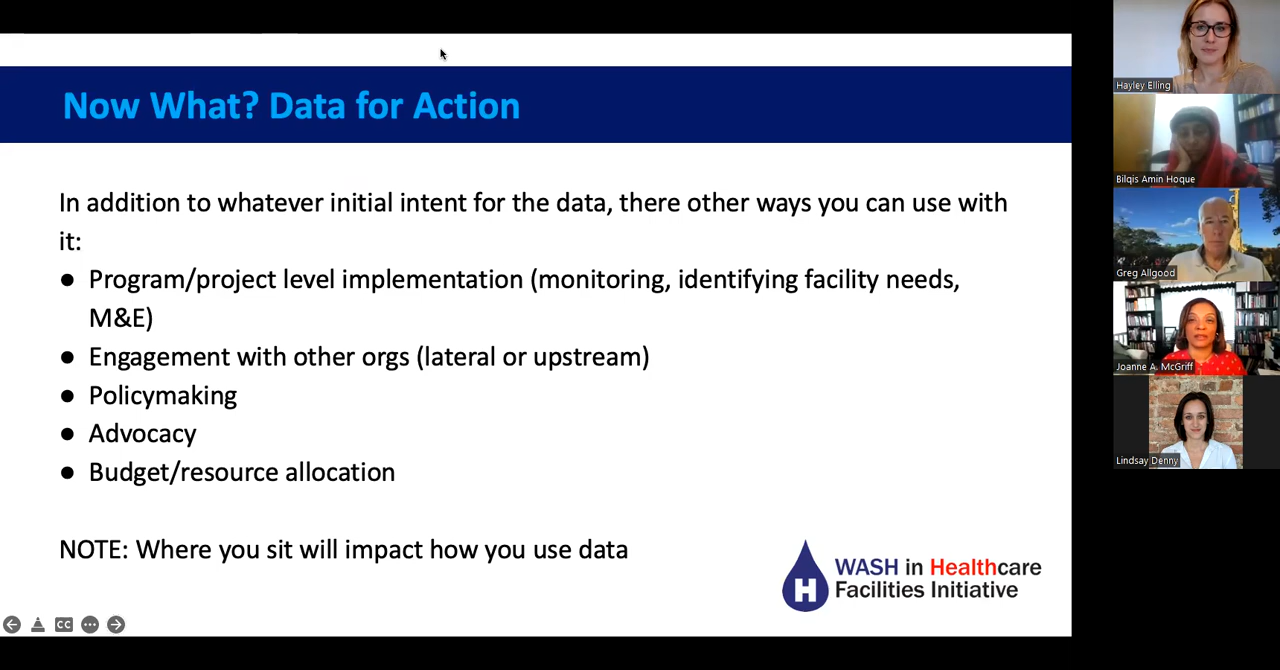 Now What? Data for Action
In addition to whatever initial intent for the data, there other ways you can use with
it:
● Program/project level implementation (monitoring, identifying facility needs,
M&E)
● Engagement with other orgs (lateral or upstream)
● Policymaking
● Advocacy
● Budget/resource allocation
NOTE: Where you sit will impact how you use data
H
WASH in Healthcare
Facilities Initiative
CC
Hayley Elling
Bilqis Amin Hoque
Greg Allgood
Joanne A. McGriff
Lindsay Denny